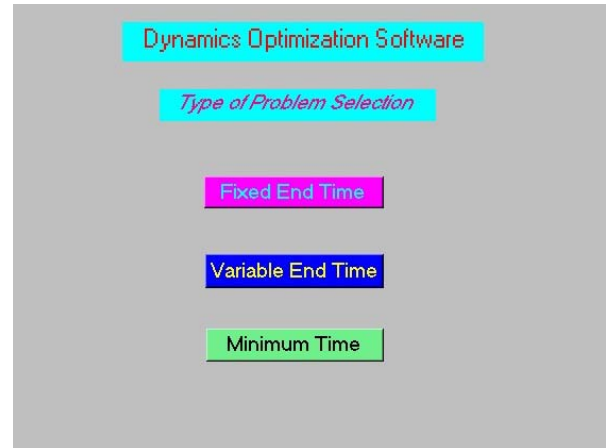 Dynamics Optimization Software
Type of Problem Selection
Fixed End Time
Variable End Time
Minimum Time